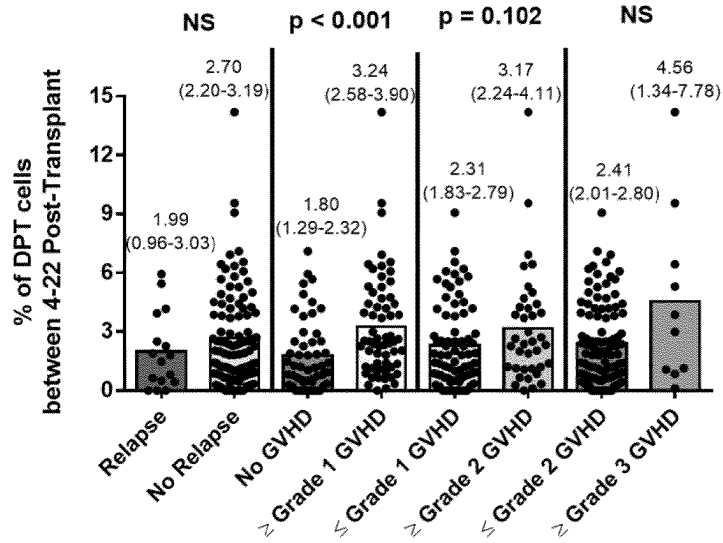 NS
p < 0.001
p = 0.102
NS
2.70
(2.20-3.19)
3.24
(2.58-3.90)
3.17
(2.24-4.11)
4.56
(1.34-7.78)
1.99
(0.96-3.03)
1.80
(1.29-2.32)
2.31
(1.83-2.79)
2.41
(2.01-2.80)
% of DPT cells
between 4-22 Post-Transplant
15
12
9
6
3
0
Relapse
No Relapse
No GVHD
≥ Grade 1 GVHD
≤ Grade 1 GVHD
≥ Grade 2 GVHD
≤ Grade 2 GVHD
≥ Grade 3 GVHD